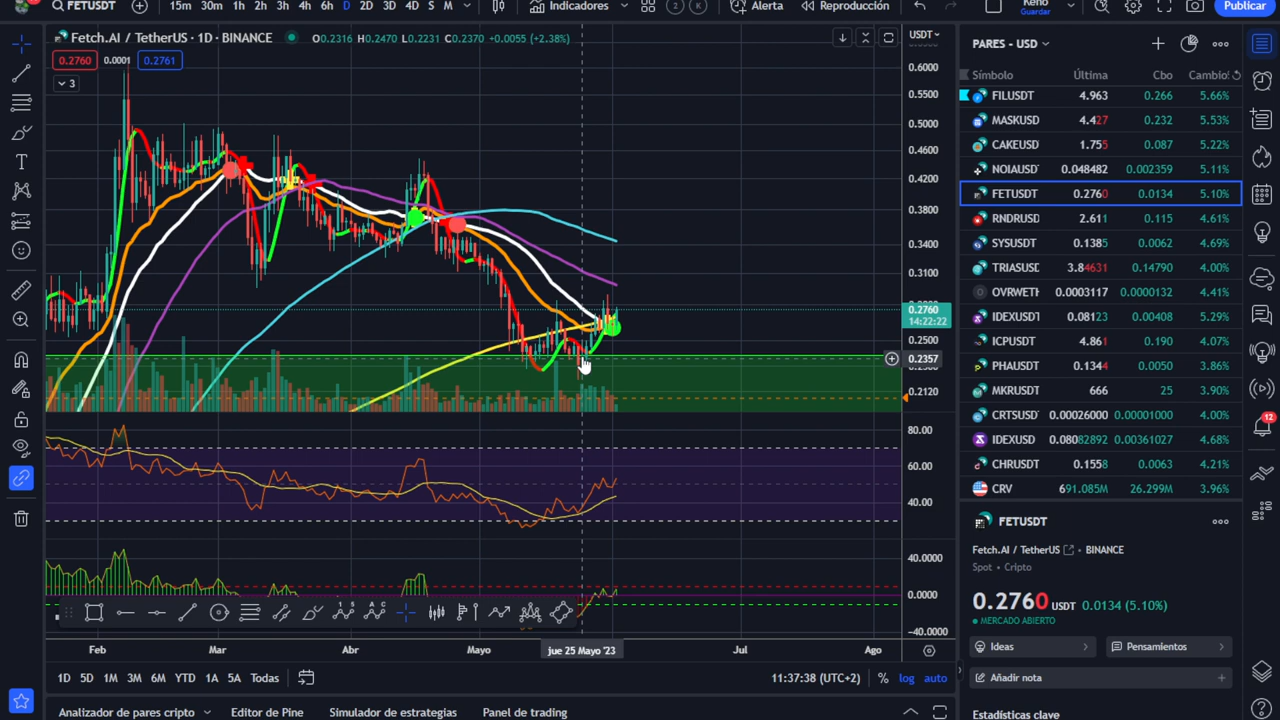 FETUSDT
15m 30m 1h 2h 3h 4h 6h D 2D 3D 4D S M
Indicadores
Alerta
Reproducción
Keno
Guardar
Publicar
Fetch.AI / TetherUS · 1D · BINANCE
O0.2316 H0.2470 L0.2231 C0.2370 +0.0055 (+2.38%)
0.2760 0.0001 0.2761
3
USDT
0.6000
0.5500
0.5000
0.4600
0.4200
0.3800
0.3400
0.3100
0.2760
14:22:22
0.2500
0.2357
0.2120
80.00
60.00
40.00
40.0000
0.0000
-40.0000
Feb Mar Abr Mayo jue 25 Mayo '23 Jul Ago
1D 5D 1M 3M 6M YTD 1A 5A Todas
11:37:38 (UTC+2) % log auto
Analizador de pares cripto Editor de Pine Simulador de estrategias Panel de trading
PARES - USD
Símbolo Última Cbo Cambio
FILUSDT 4.963 0.266 5.66%
MASKUSD 4.427 0.232 5.53%
CAKEUSD 1.755 0.087 5.22%
NOIAUSD 0.048482 0.002359 5.11%
FETUSDT 0.2760 0.0134 5.10%
RNDRUSD 2.611 0.115 4.61%
SYSUSDT 0.1385 0.0062 4.69%
TRIASUSD 3.84631 0.14790 4.00%
OVRWETH 0.0003117 0.0000132 4.41%
IDEXUSD 0.08123 0.00408 5.29%
ICPUSDT 4.861 0.190 4.07%
PHAUSDT 0.1344 0.0050 3.86%
MKRUSDT 666 25 3.90%
CRTSUSD 0.00026000 0.00001000 4.00%
IDEXUSD 0.08082892 0.00361027 4.68%
CHRUSDT 0.1558 0.0063 4.21%
CRV 691.085M 26.299M 3.96%
12
FETUSDT
Fetch.AI / TetherUS BINANCE
Spot • Cripto
0.2760 USDT 0.0134 (5.10%)
MERCADO ABIERTO
Ideas
Pensamientos
Añadir nota
Estadísticas clave